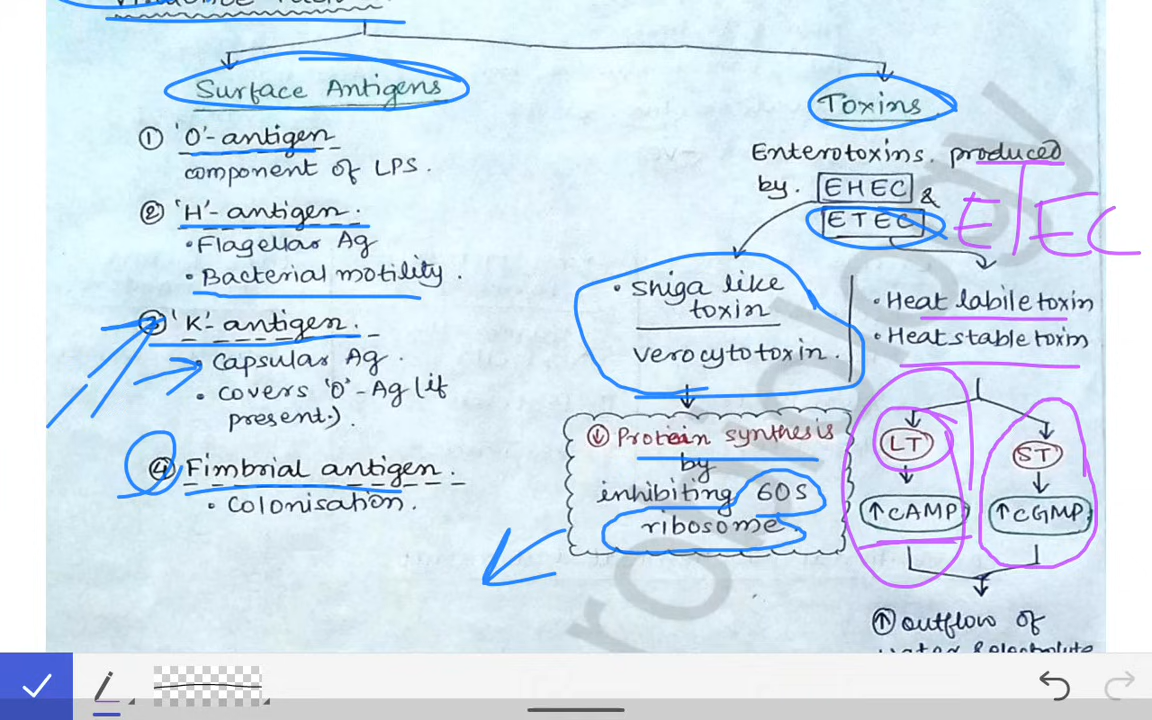 Surface Antigens
① 'O'-antigen
component of LPS.
② 'H'-antigen.
• Flagellar Ag
• Bacterial motility.
③ 'K'-antigen.
• Capsular Ag.
• covers 'O'-Ag (if
present.)
④ Fimbrial antigen.
• Colonisation.
Toxins
Enterotoxins. produced
by. EHEC &
ETEC
ETEC
• Shiga like
toxin
verocytotoxin.
↓ Protein synthesis
by
inhibiting 60S
ribosome.
• Heat labile toxin
• Heat stable toxin
LT
ST
↑cAMP
↑cGMP
↑ outflow of